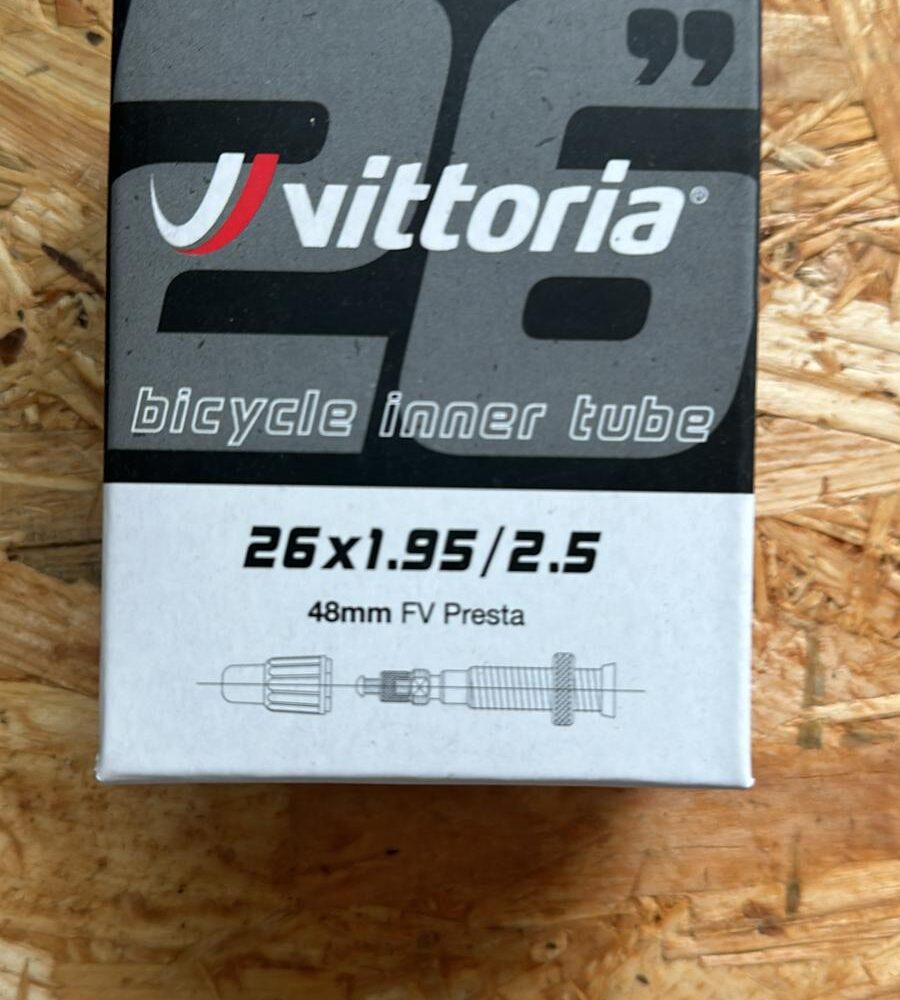 26”
vittoria®
bicycle inner tube
26x1.95/2.5
48mm FV Presta